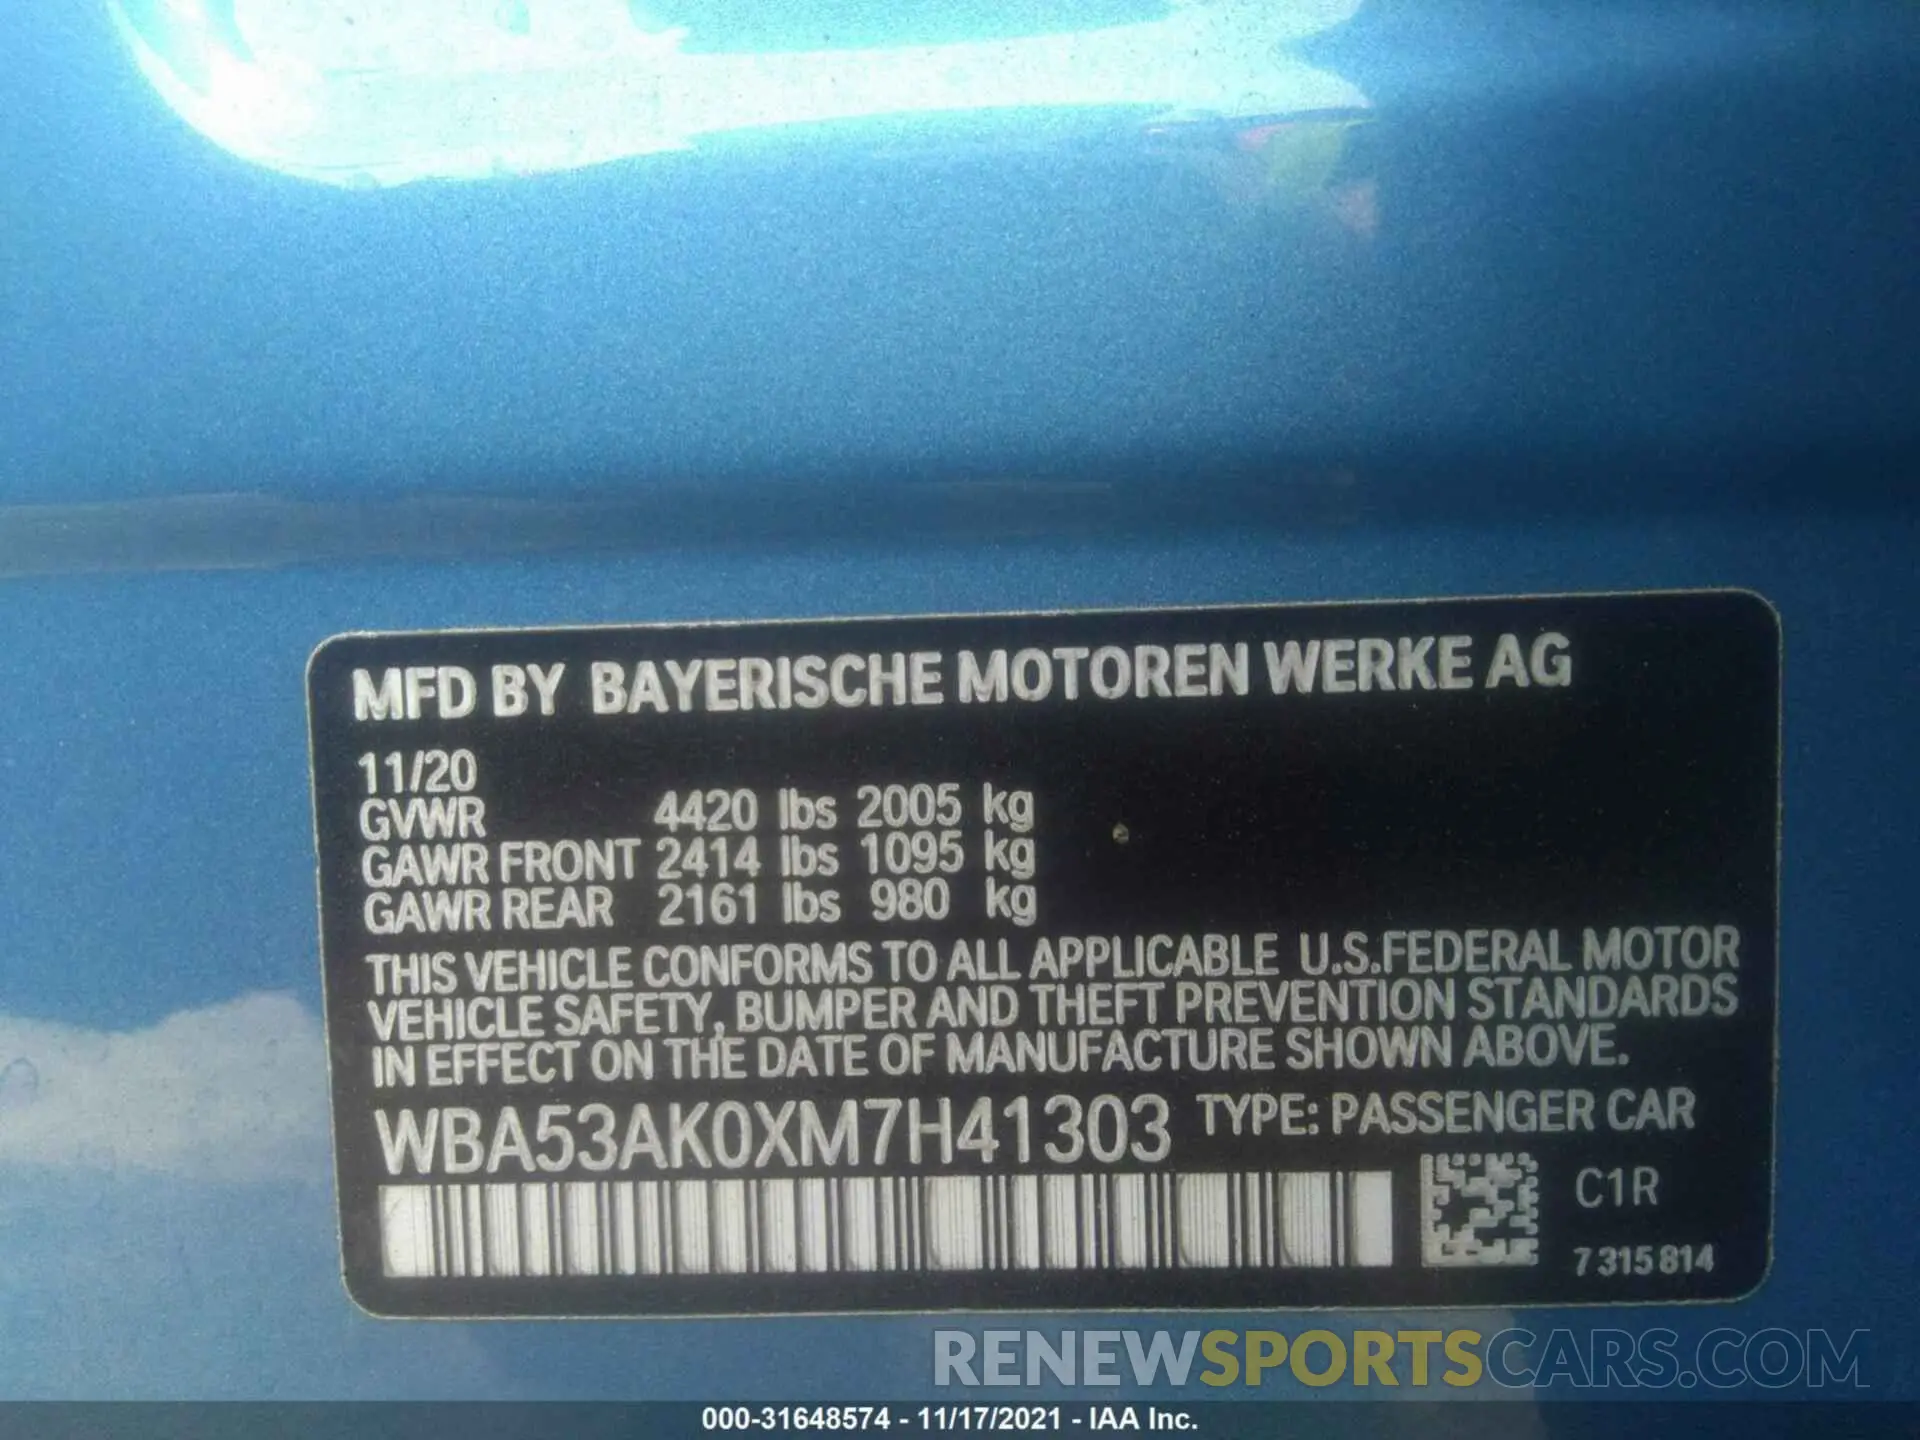 MFD BY BAYERISCHE MOTOREN WERKE AG
11/20
GVWR 4420 lbs 2005 kg
GAWR FRONT 2414 lbs 1095 kg
GAWR REAR 2161 lbs 980 kg
THIS VEHICLE CONFORMS TO ALL APPLICABLE U.S.FEDERAL MOTOR
VEHICLE SAFETY, BUMPER AND THEFT PREVENTION STANDARDS
IN EFFECT ON THE DATE OF MANUFACTURE SHOWN ABOVE.
WBA53AK0XM7H41303 TYPE: PASSENGER CAR
C1R
7 315 814
RENEWSPORTSCARS.COM
000-31648574 - 11/17/2021 - IAA Inc.